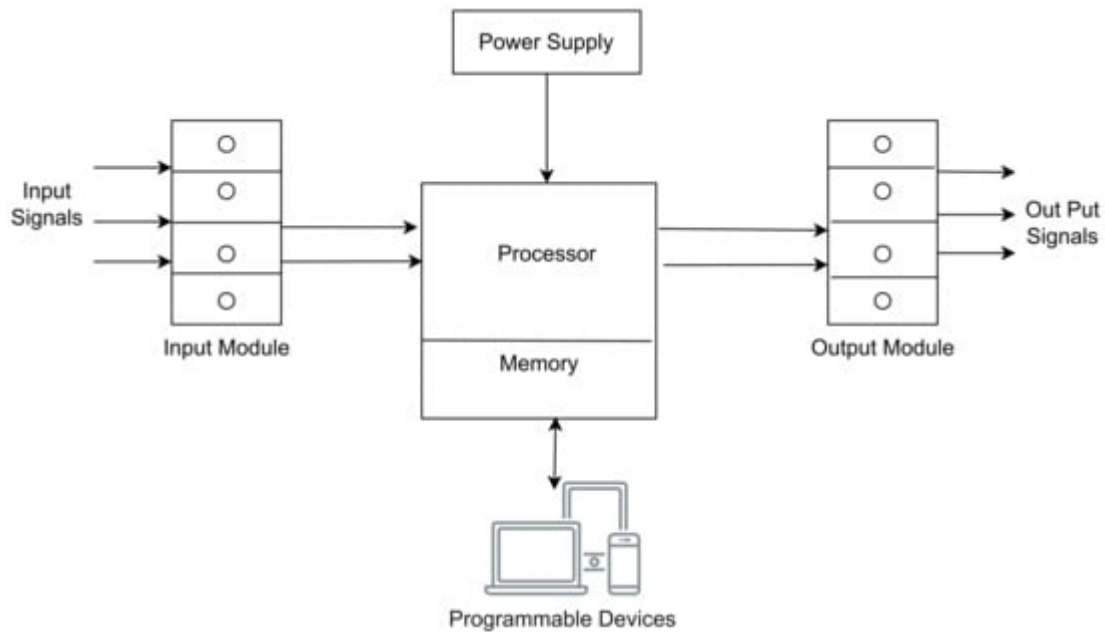 Power Supply
Input
Signals
Input Module
Processor
Memory
Output Module
Out Put
Signals
Programmable Devices